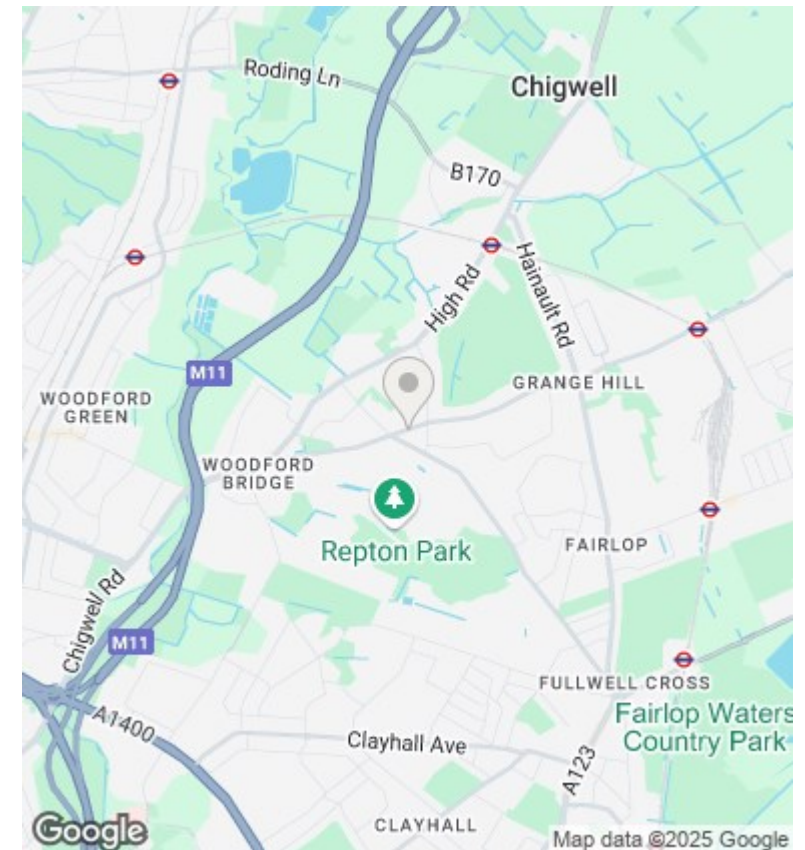 Roding Ln
Chigwell
B170
High Rd
Hainault Rd
M11
GRANGE HILL
WOODFORD
GREEN
WOODFORD
BRIDGE
Repton Park
FAIRLOP
Chigwell Rd
M11
FULLWELL CROSS
A1400
Fairlop Waters
Country Park
Clayhall Ave
A123
CLAYHALL
Google
Map data ©2025 Google